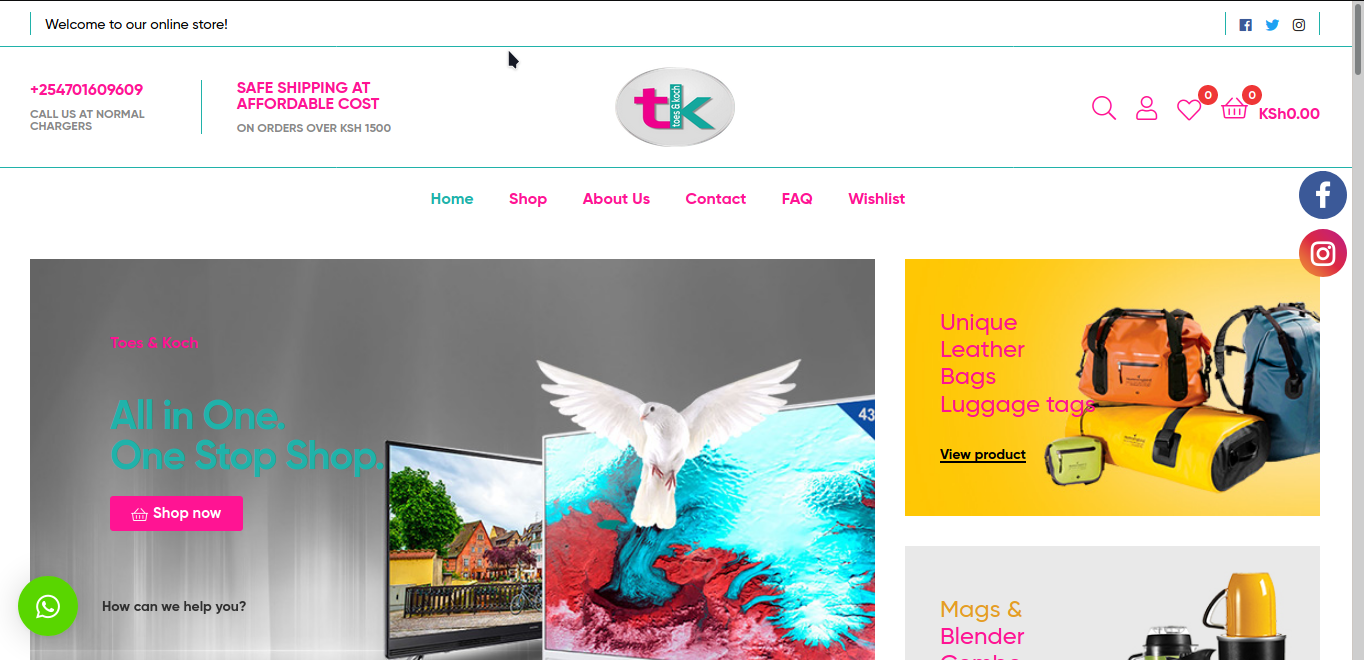 Welcome to our online store!
+254701609609
CALL US AT NORMAL
CHARGERS
SAFE SHIPPING AT
AFFORDABLE COST
ON ORDERS OVER KSH 1500
tk
toes & koch
0
0
KSh0.00
Home
Shop
About Us
Contact
FAQ
Wishlist
Toes & Koch
All in One.
One Stop Shop.
Shop now
43
How can we help you?
Unique
Leather
Bags
Luggage tags
View product
Mags &
Blender
Combo